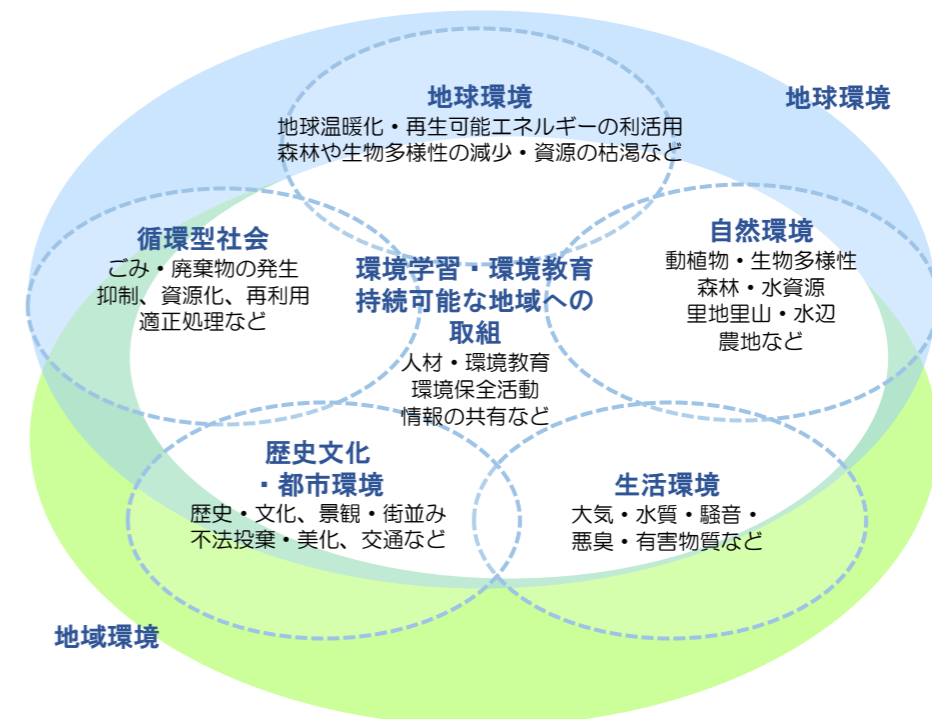 地球環境
地球温暖化・再生可能エネルギーの利活用
森林や生物多様性の減少・資源の枯渇など
地球環境
循環型社会
ごみ・廃棄物の発生
抑制、資源化、再利用
適正処理など
環境学習・環境教育
持続可能な地域への
取組
人材・環境教育
環境保全活動
情報の共有など
自然環境
動植物・生物多様性
森林・水資源
里地里山・水辺
農地など
歴史文化
・都市環境
歴史・文化、景観・街並み
不法投棄・美化、交通など
生活環境
大気・水質・騒音・
悪臭・有害物質など
地域環境